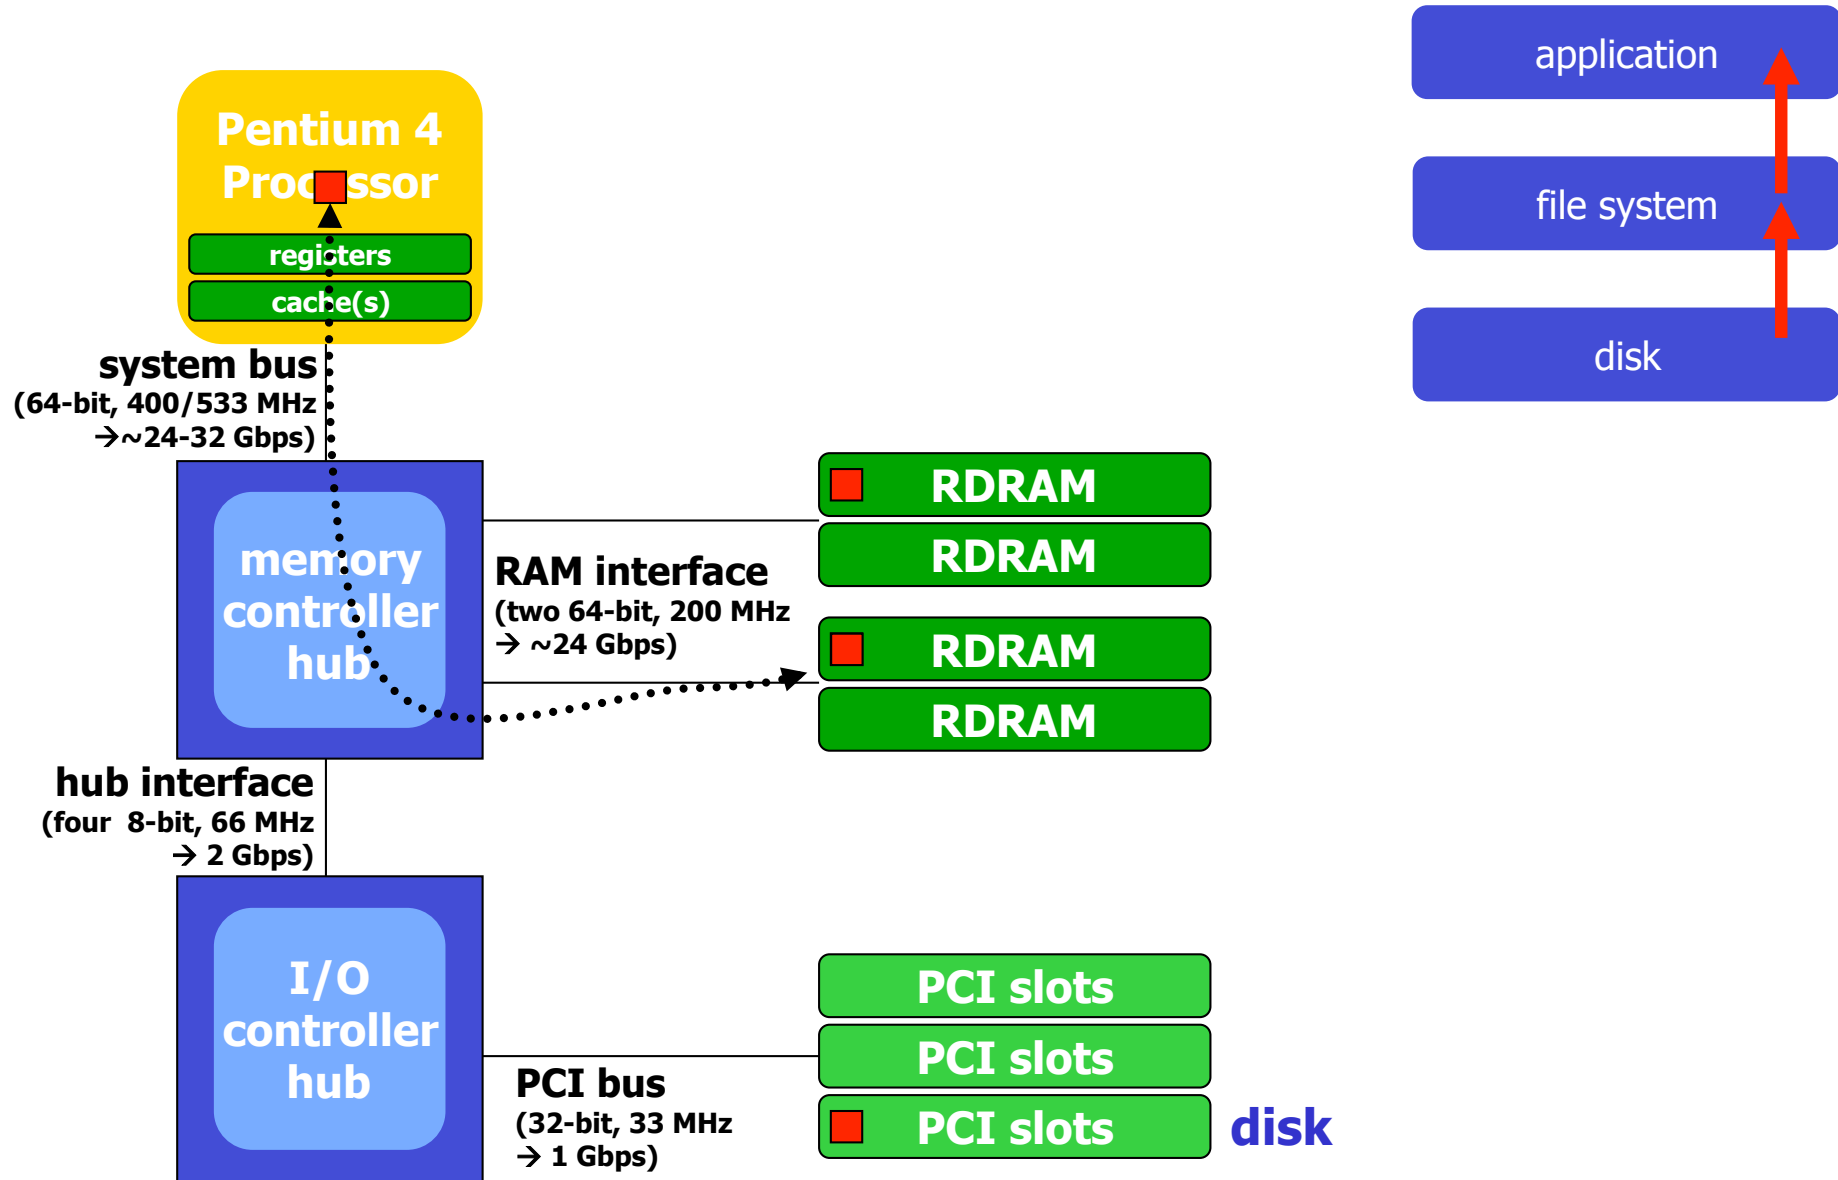 Pentium 4
Processor
registers
cache(s)
system bus
(64-bit, 400/533 MHz
→~24-32 Gbps)
memory
controller
hub
RAM interface
(two 64-bit, 200 MHz
→ ~24 Gbps)
RDRAM
RDRAM
RDRAM
RDRAM
hub interface
(four 8-bit, 66 MHz
→ 2 Gbps)
I/O
controller
hub
PCI bus
(32-bit, 33 MHz
→ 1 Gbps)
PCI slots
PCI slots
PCI slots
disk
application
file system
disk